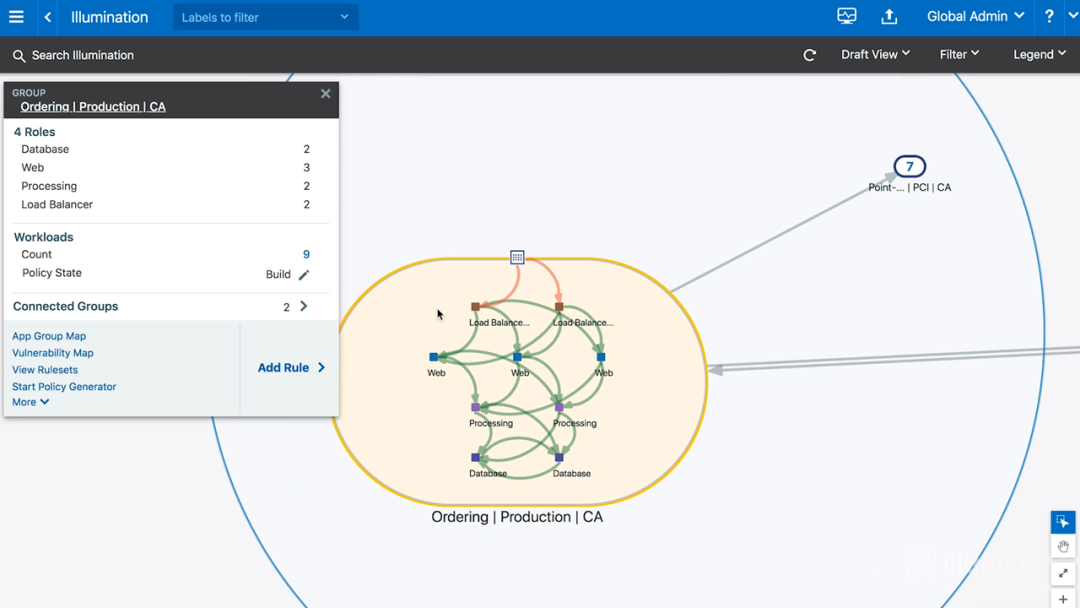 Illumination
Labels to filter
Global Admin
?
Search Illumination
Draft View
Filter
Legend
GROUP
Ordering | Production | CA
4 Roles
Database 2
Web 3
Processing 2
Load Balancer 2
Workloads
Count 9
Policy State Build
Connected Groups 2
App Group Map
Vulnerability Map
View Rulesets
Start Policy Generator
More
Add Rule
7
Point-... | PCI | CA
Load Balance... Load Balance...
Web Web Web
Processing Processing
Database Database
Ordering | Production | CA